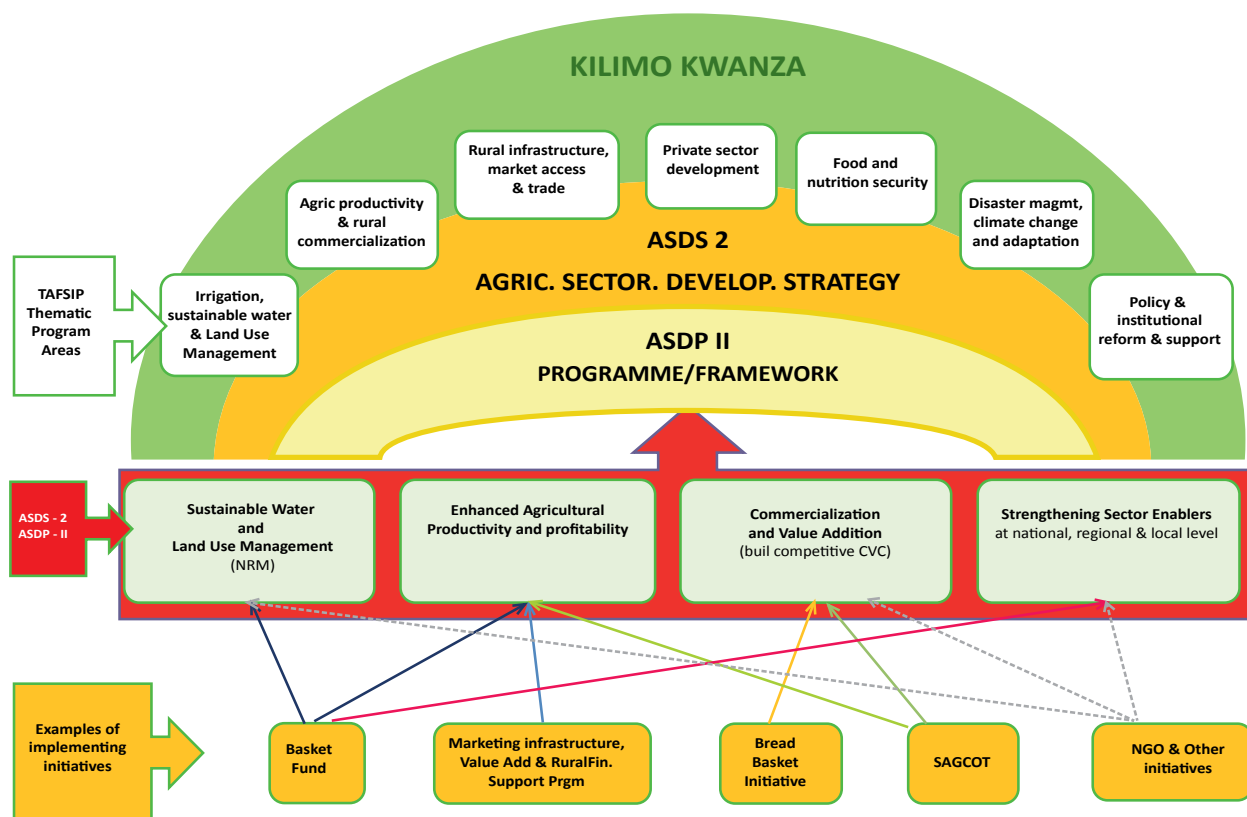 KILIMO KWANZA
Rural infrastructure,
market access
& trade
Private sector
development
Food and
nutrition security
Agric productivity
& rural
commercialization
Disaster magmt,
climate change
and adaptation
ASDS 2
AGRIC. SECTOR. DEVELOP. STRATEGY
TAFSIP
Thematic
Program
Areas
Irrigation,
sustainable water
& Land Use
Management
Policy &
institutional
reform & support
ASDP II
PROGRAMME/FRAMEWORK
ASDS - 2
ASDP - II
Sustainable Water
and
Land Use Management
(NRM)
Enhanced Agricultural
Productivity and profitability
Commercialization
and Value Addition
(buil competitive CVC)
Strengthening Sector Enablers
at national, regional & local level
Examples of
implementing
initiatives
Basket
Fund
Marketing infrastructure,
Value Add & RuralFin.
Support Prgm
Bread
Basket
Initiative
SAGCOT
NGO & Other
initiatives